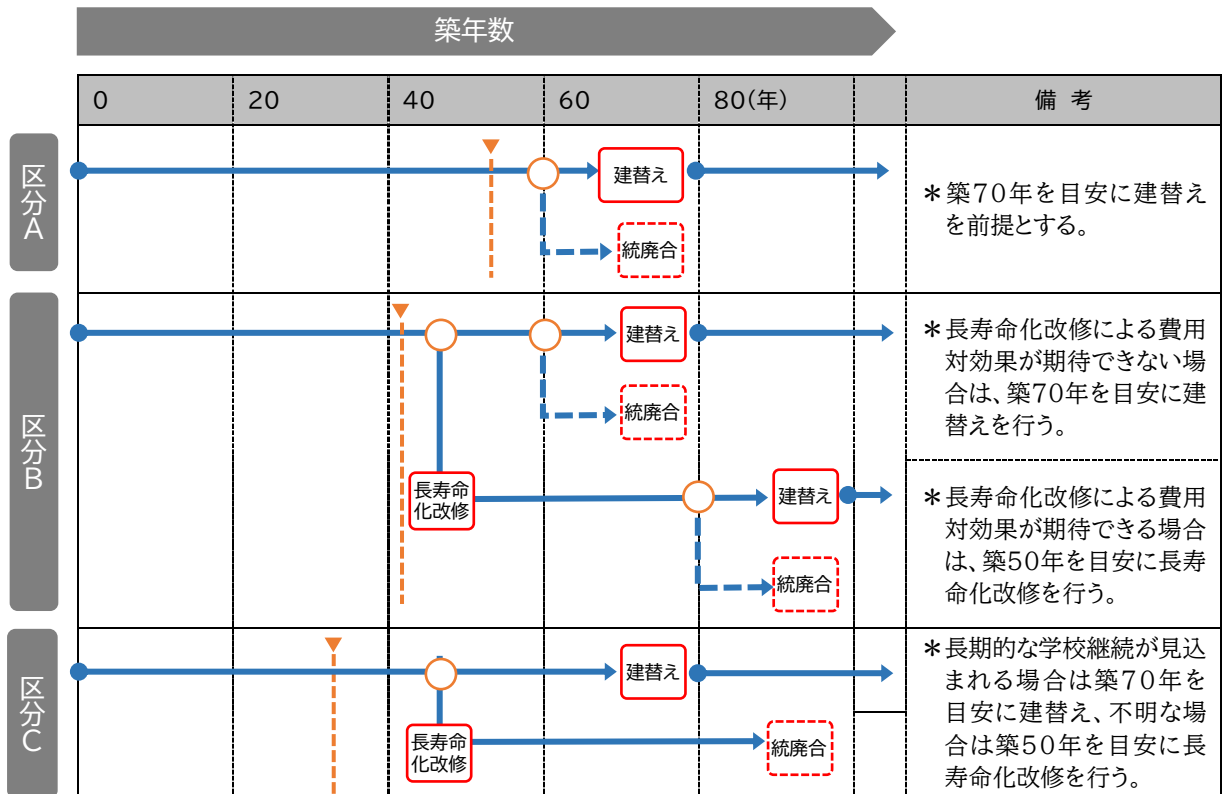 築年数
0
20
40
60
80(年)
備 考
区分A
建替え
統廃合
＊築70年を目安に建替え
を前提とする。
区分B
建替え
統廃合
長寿命
化改修
建替え
統廃合
＊長寿命化改修による費用
対効果が期待できない場
合は、築70年を目安に建
替えを行う。
＊長寿命化改修による費用
対効果が期待できる場合
は、築50年を目安に長寿
命化改修を行う。
区分C
建替え
長寿命
化改修
統廃合
＊長期的な学校継続が見込
まれる場合は築70年を
目安に建替え、不明な場
合は築50年を目安に長
寿命化改修を行う。